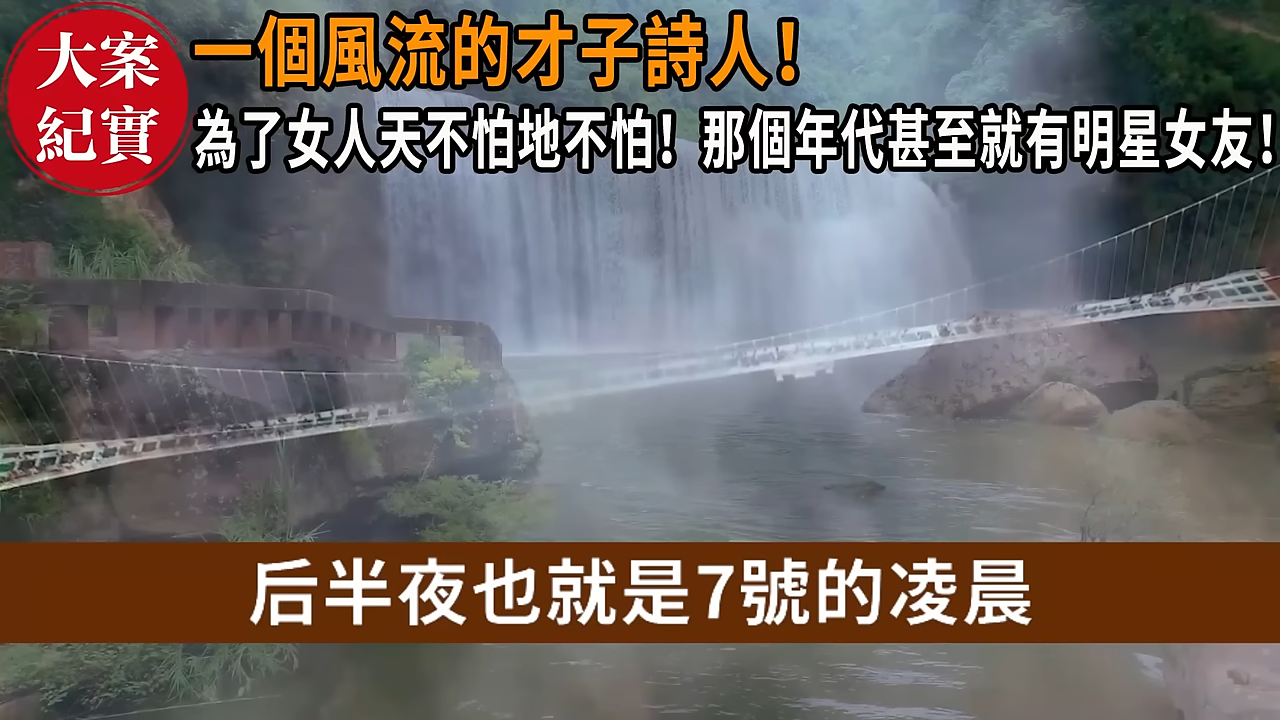 大案
紀實
一個風流的才子詩人！
為了女人天不怕地不怕！那個年代甚至就有明星女友！
后半夜也就是7號的凌晨